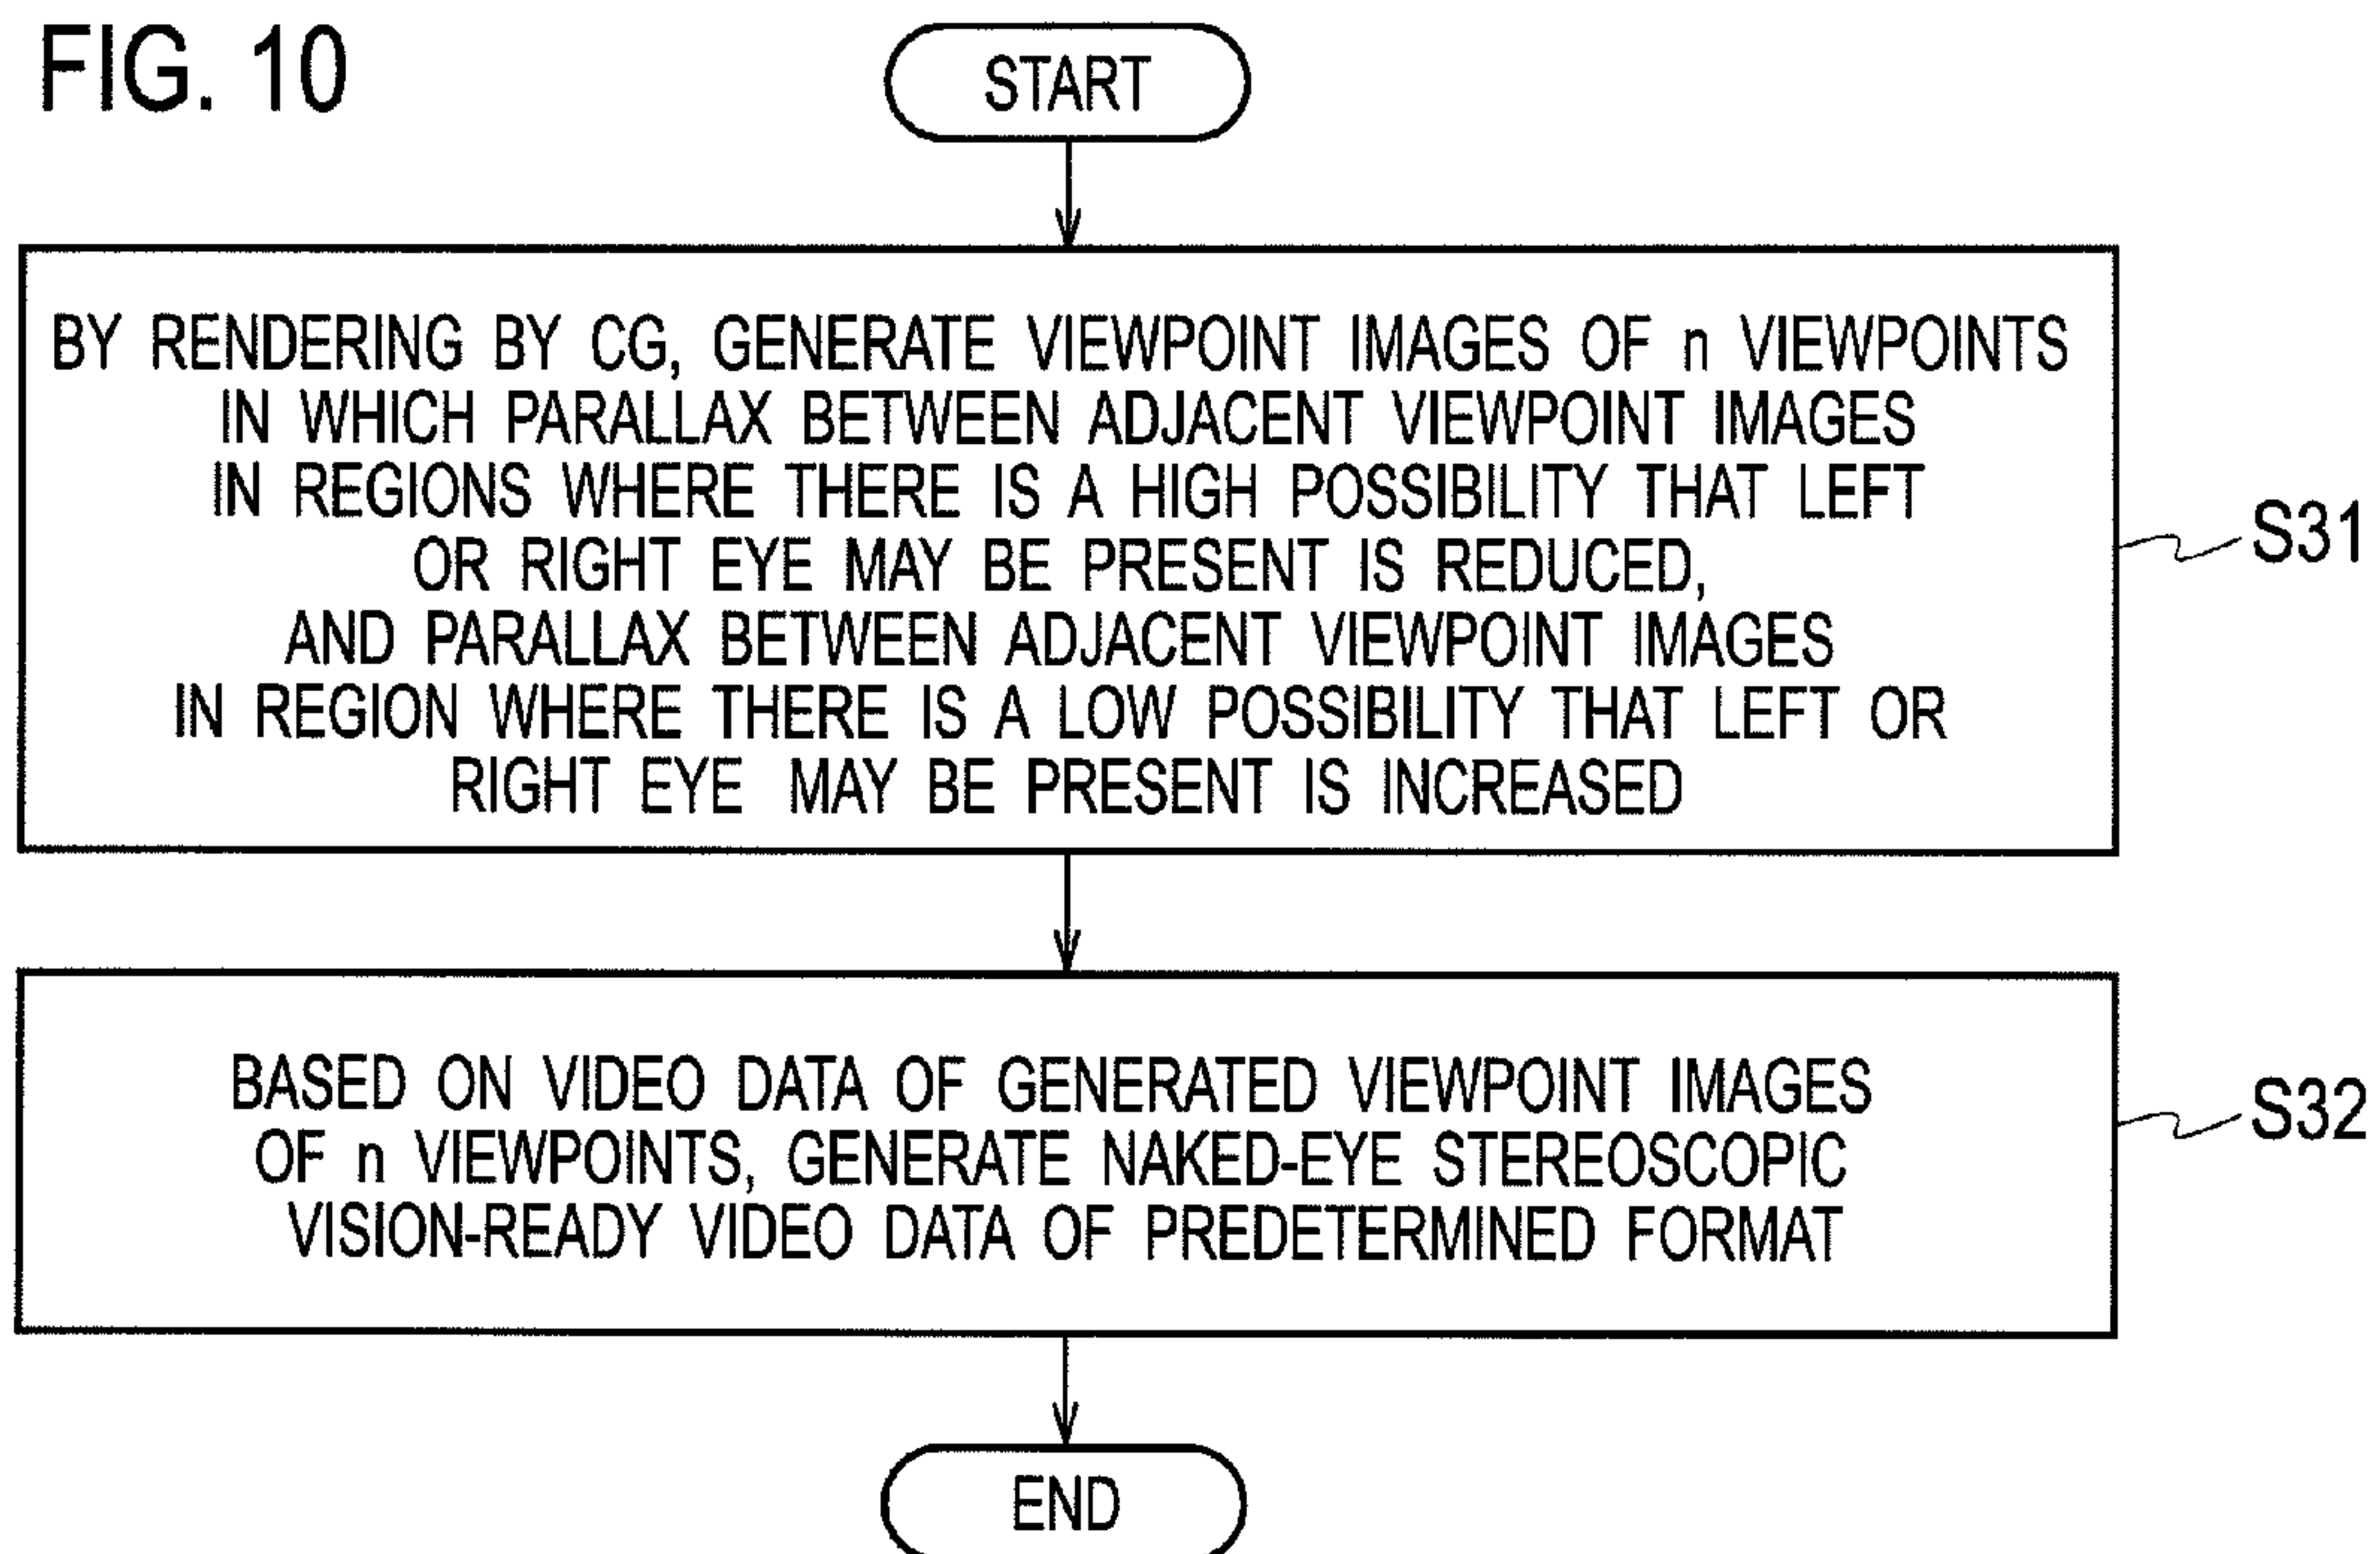 FIG. 10
START
BY RENDERING BY CG, GENERATE VIEWPOINT IMAGES OF n VIEWPOINTS
IN WHICH PARALLAX BETWEEN ADJACENT VIEWPOINT IMAGES
IN REGIONS WHERE THERE IS A HIGH POSSIBILITY THAT LEFT
OR RIGHT EYE MAY BE PRESENT IS REDUCED,
AND PARALLAX BETWEEN ADJACENT VIEWPOINT IMAGES
IN REGION WHERE THERE IS A LOW POSSIBILITY THAT LEFT OR
RIGHT EYE MAY BE PRESENT IS INCREASED
S31
BASED ON VIDEO DATA OF GENERATED VIEWPOINT IMAGES
OF n VIEWPOINTS, GENERATE NAKED-EYE STEREOSCOPIC
VISION-READY VIDEO DATA OF PREDETERMINED FORMAT
S32
END